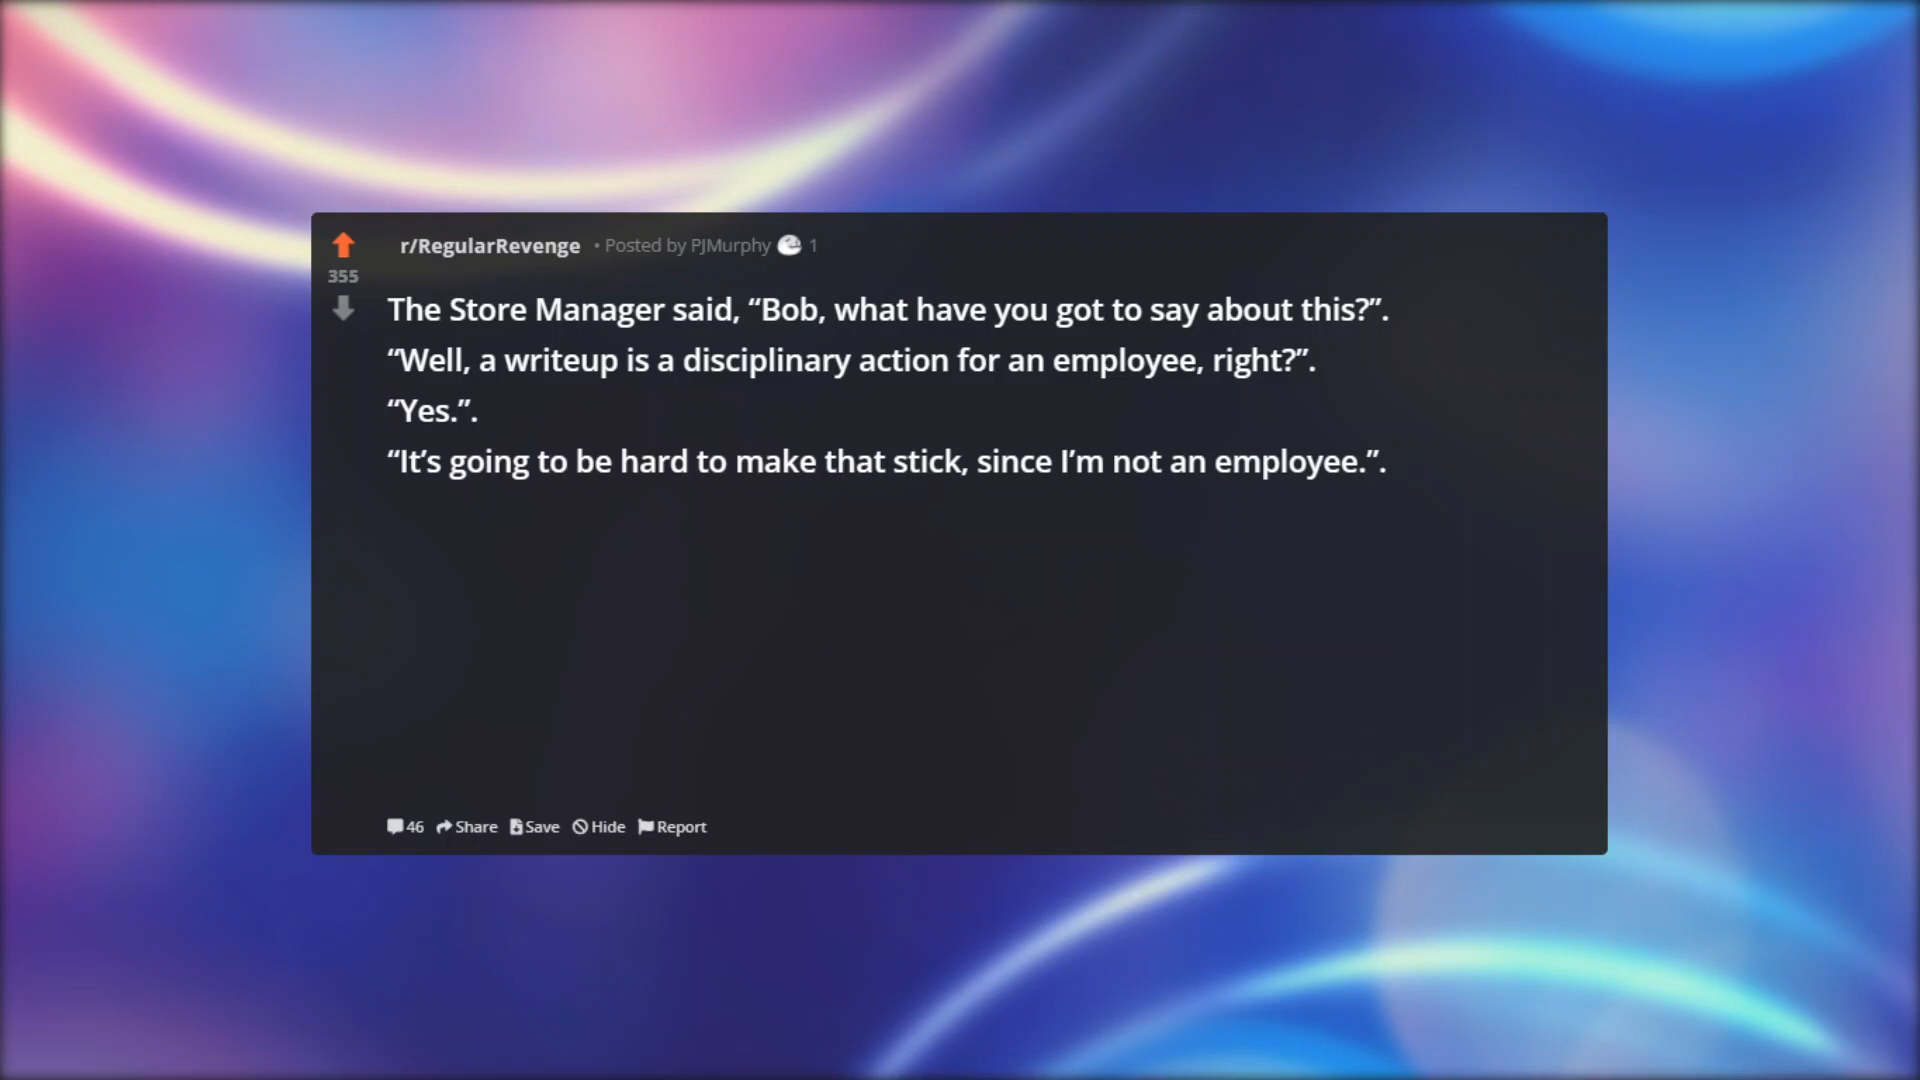 r/RegularRevenge • Posted by PJMurphy 1
355
The Store Manager said, “Bob, what have you got to say about this?”.
“Well, a writeup is a disciplinary action for an employee, right?”.
“Yes.”.
“It’s going to be hard to make that stick, since I’m not an employee.”.
46 Share Save Hide Report